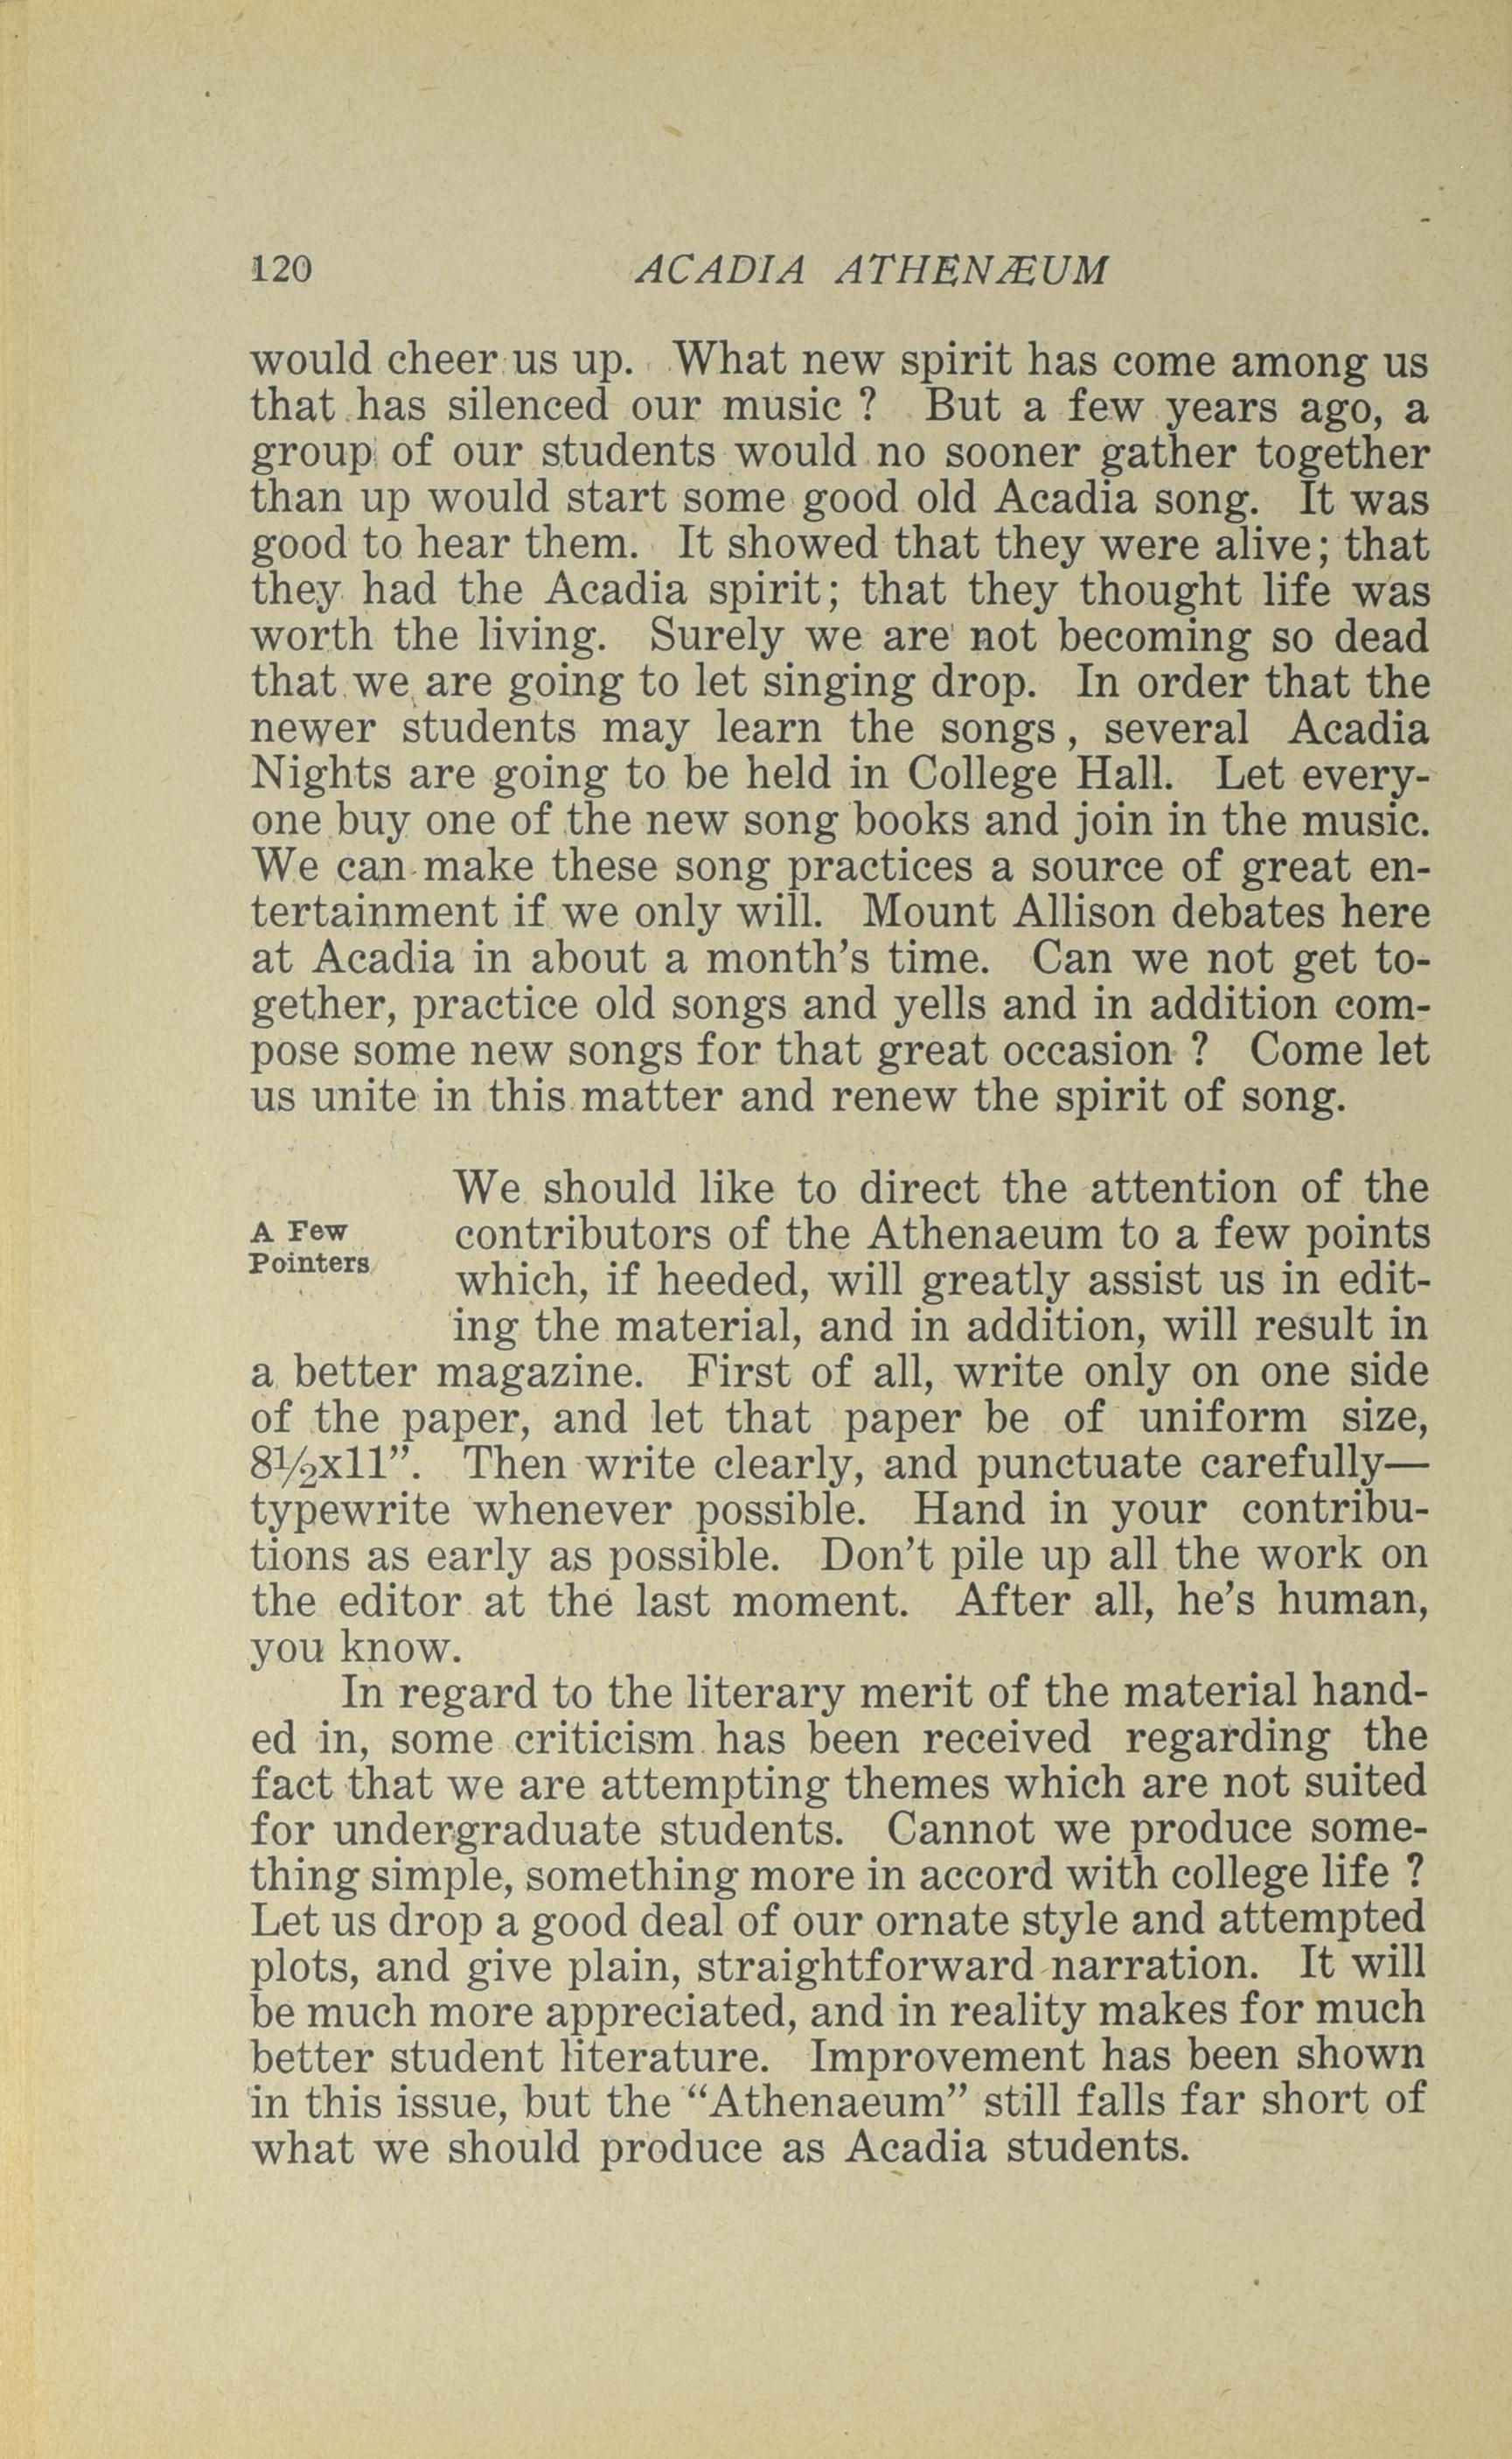 120 ACADIA ATHENÆUM
would cheer us up. What new spirit has come among us
that has silenced our music ? But a few years ago, a
group of our students would no sooner gather together
than up would start some good old Acadia song. It was
good to hear them. It showed that they were alive; that
they had the Acadia spirit; that they thought life was
worth the living. Surely we are not becoming so dead
that we are going to let singing drop. In order that the
newer students may learn the songs, several Acadia
Nights are going to be held in College Hall. Let every-
one buy one of the new song books and join in the music.
We can make these song practices a source of great en-
tertainment if we only will. Mount Allison debates here
at Acadia in about a month's time. Can we not get to-
gether, practice old songs and yells and in addition com-
pose some new songs for that great occasion ? Come let
us unite in this matter and renew the spirit of song.
A Few
Pointers
We should like to direct the attention of the
contributors of the Athenaeum to a few points
which, if heeded, will greatly assist us in edit-
ing the material, and in addition, will result in
a better magazine. First of all, write only on one side
of the paper, and let that paper be of uniform size,
8½x11”. Then write clearly, and punctuate carefully—
typewrite whenever possible. Hand in your contribu-
tions as early as possible. Don't pile up all the work on
the editor at the last moment. After all, he's human,
you know.
In regard to the literary merit of the material hand-
ed in, some criticism has been received regarding the
fact that we are attempting themes which are not suited
for undergraduate students. Cannot we produce some-
thing simple, something more in accord with college life ?
Let us drop a good deal of our ornate style and attempted
plots, and give plain, straightforward narration. It will
be much more appreciated, and in reality makes for much
better student literature. Improvement has been shown
in this issue, but the “Athenaeum” still falls far short of
what we should produce as Acadia students.